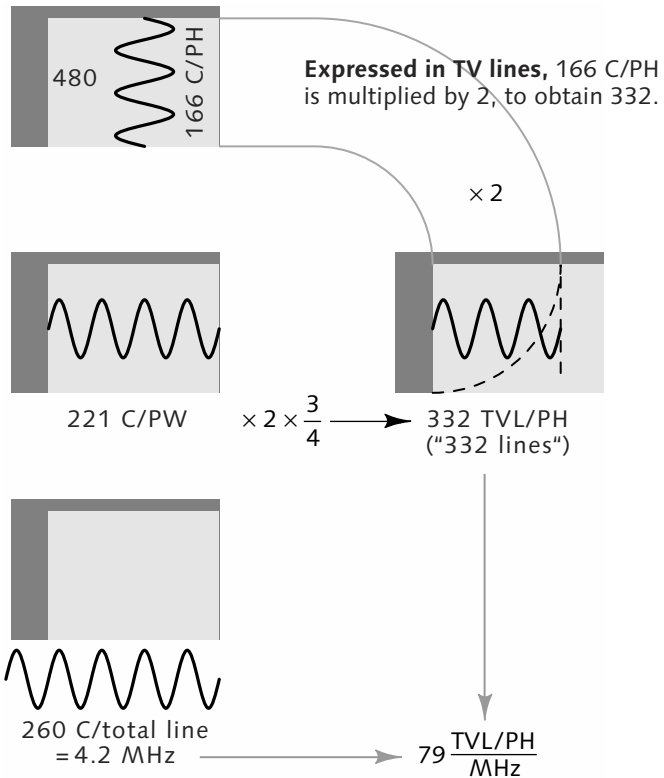 480
166 C/PH
Expressed in TV lines, 166 C/PH
is multiplied by 2, to obtain 332.
× 2
221 C/PW
× 2 × 3/4
332 TVL/PH
(“332 lines“)
260 C/total line
= 4.2 MHz
79 TVL/PH
MHz